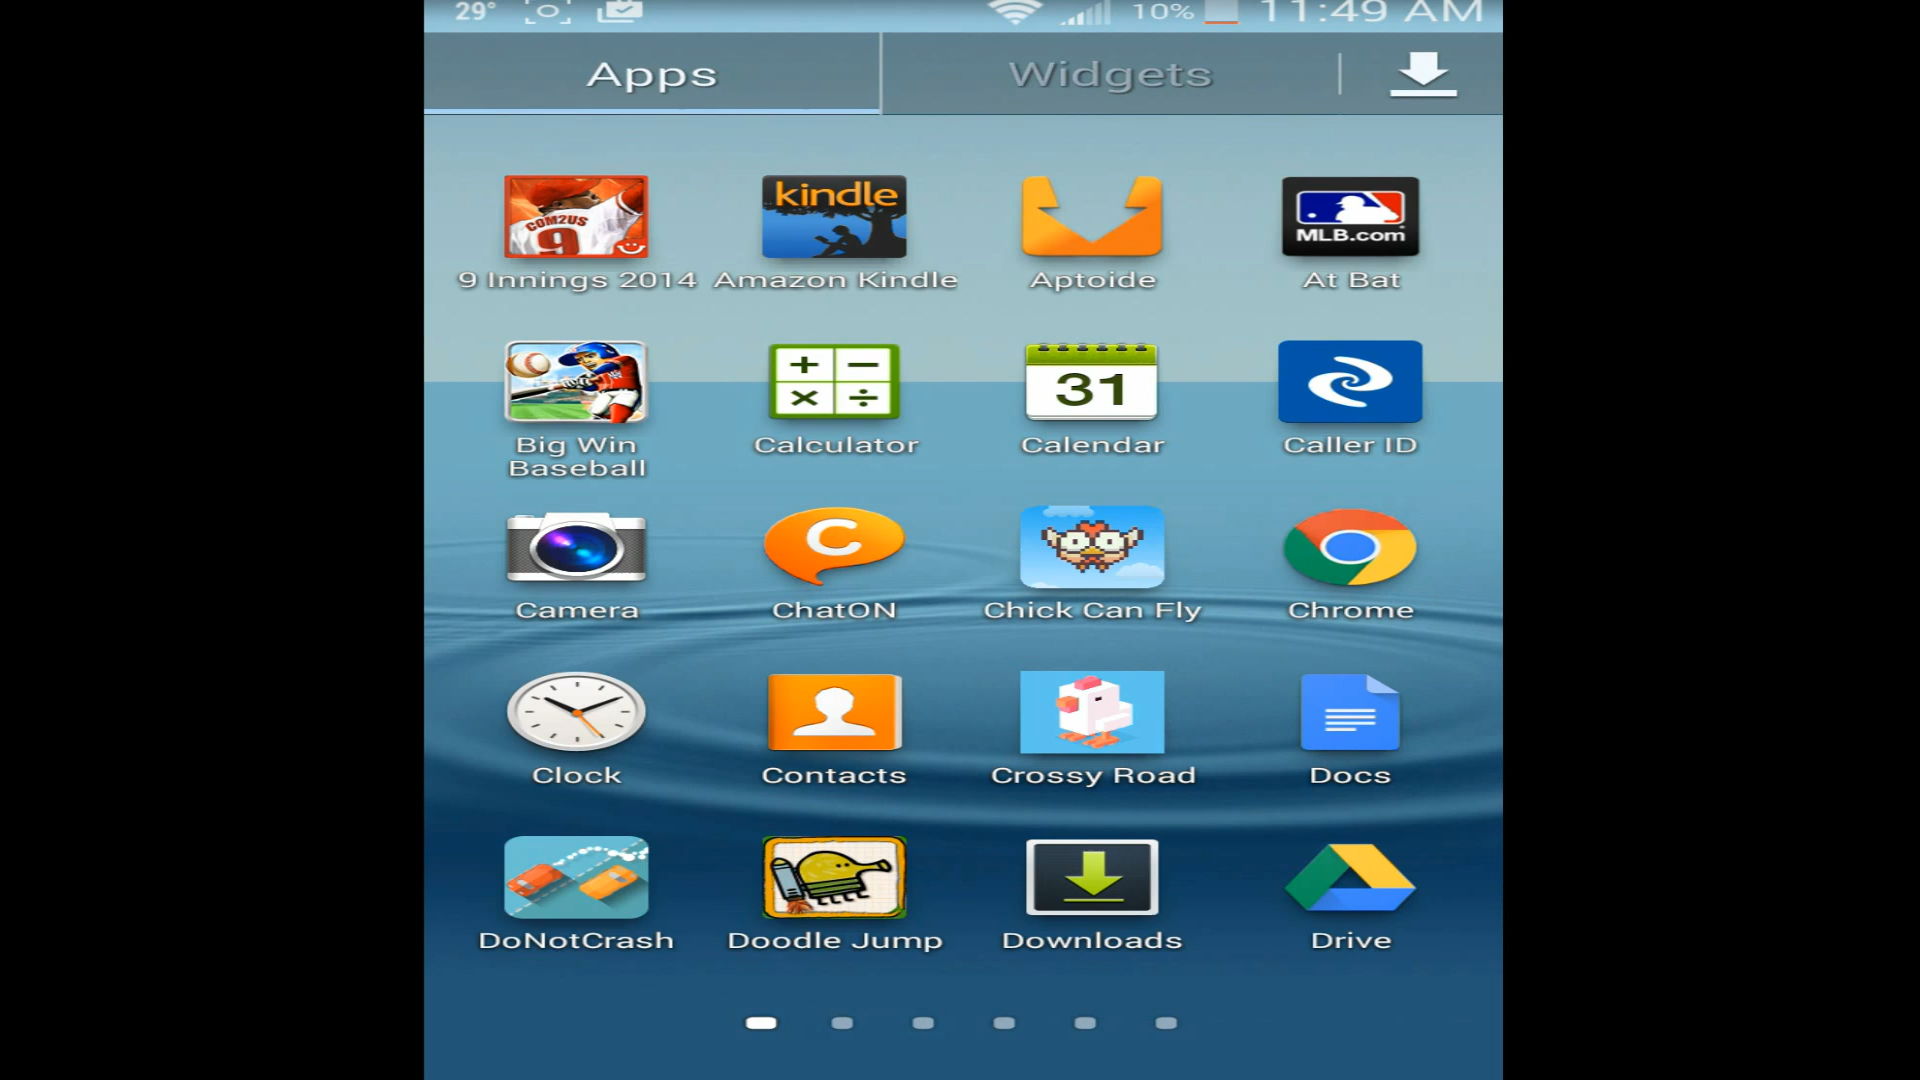 29° 10% 11:49 AM
Apps Widgets
kindle
COM2US
9
MLB.com
9 Innings 2014 Amazon Kindle Aptoide At Bat
31
Big Win Baseball Calculator Calendar Caller ID
C
Camera ChatON Chick Can Fly Chrome
Clock Contacts Crossy Road Docs
DoNotCrash Doodle Jump Downloads Drive